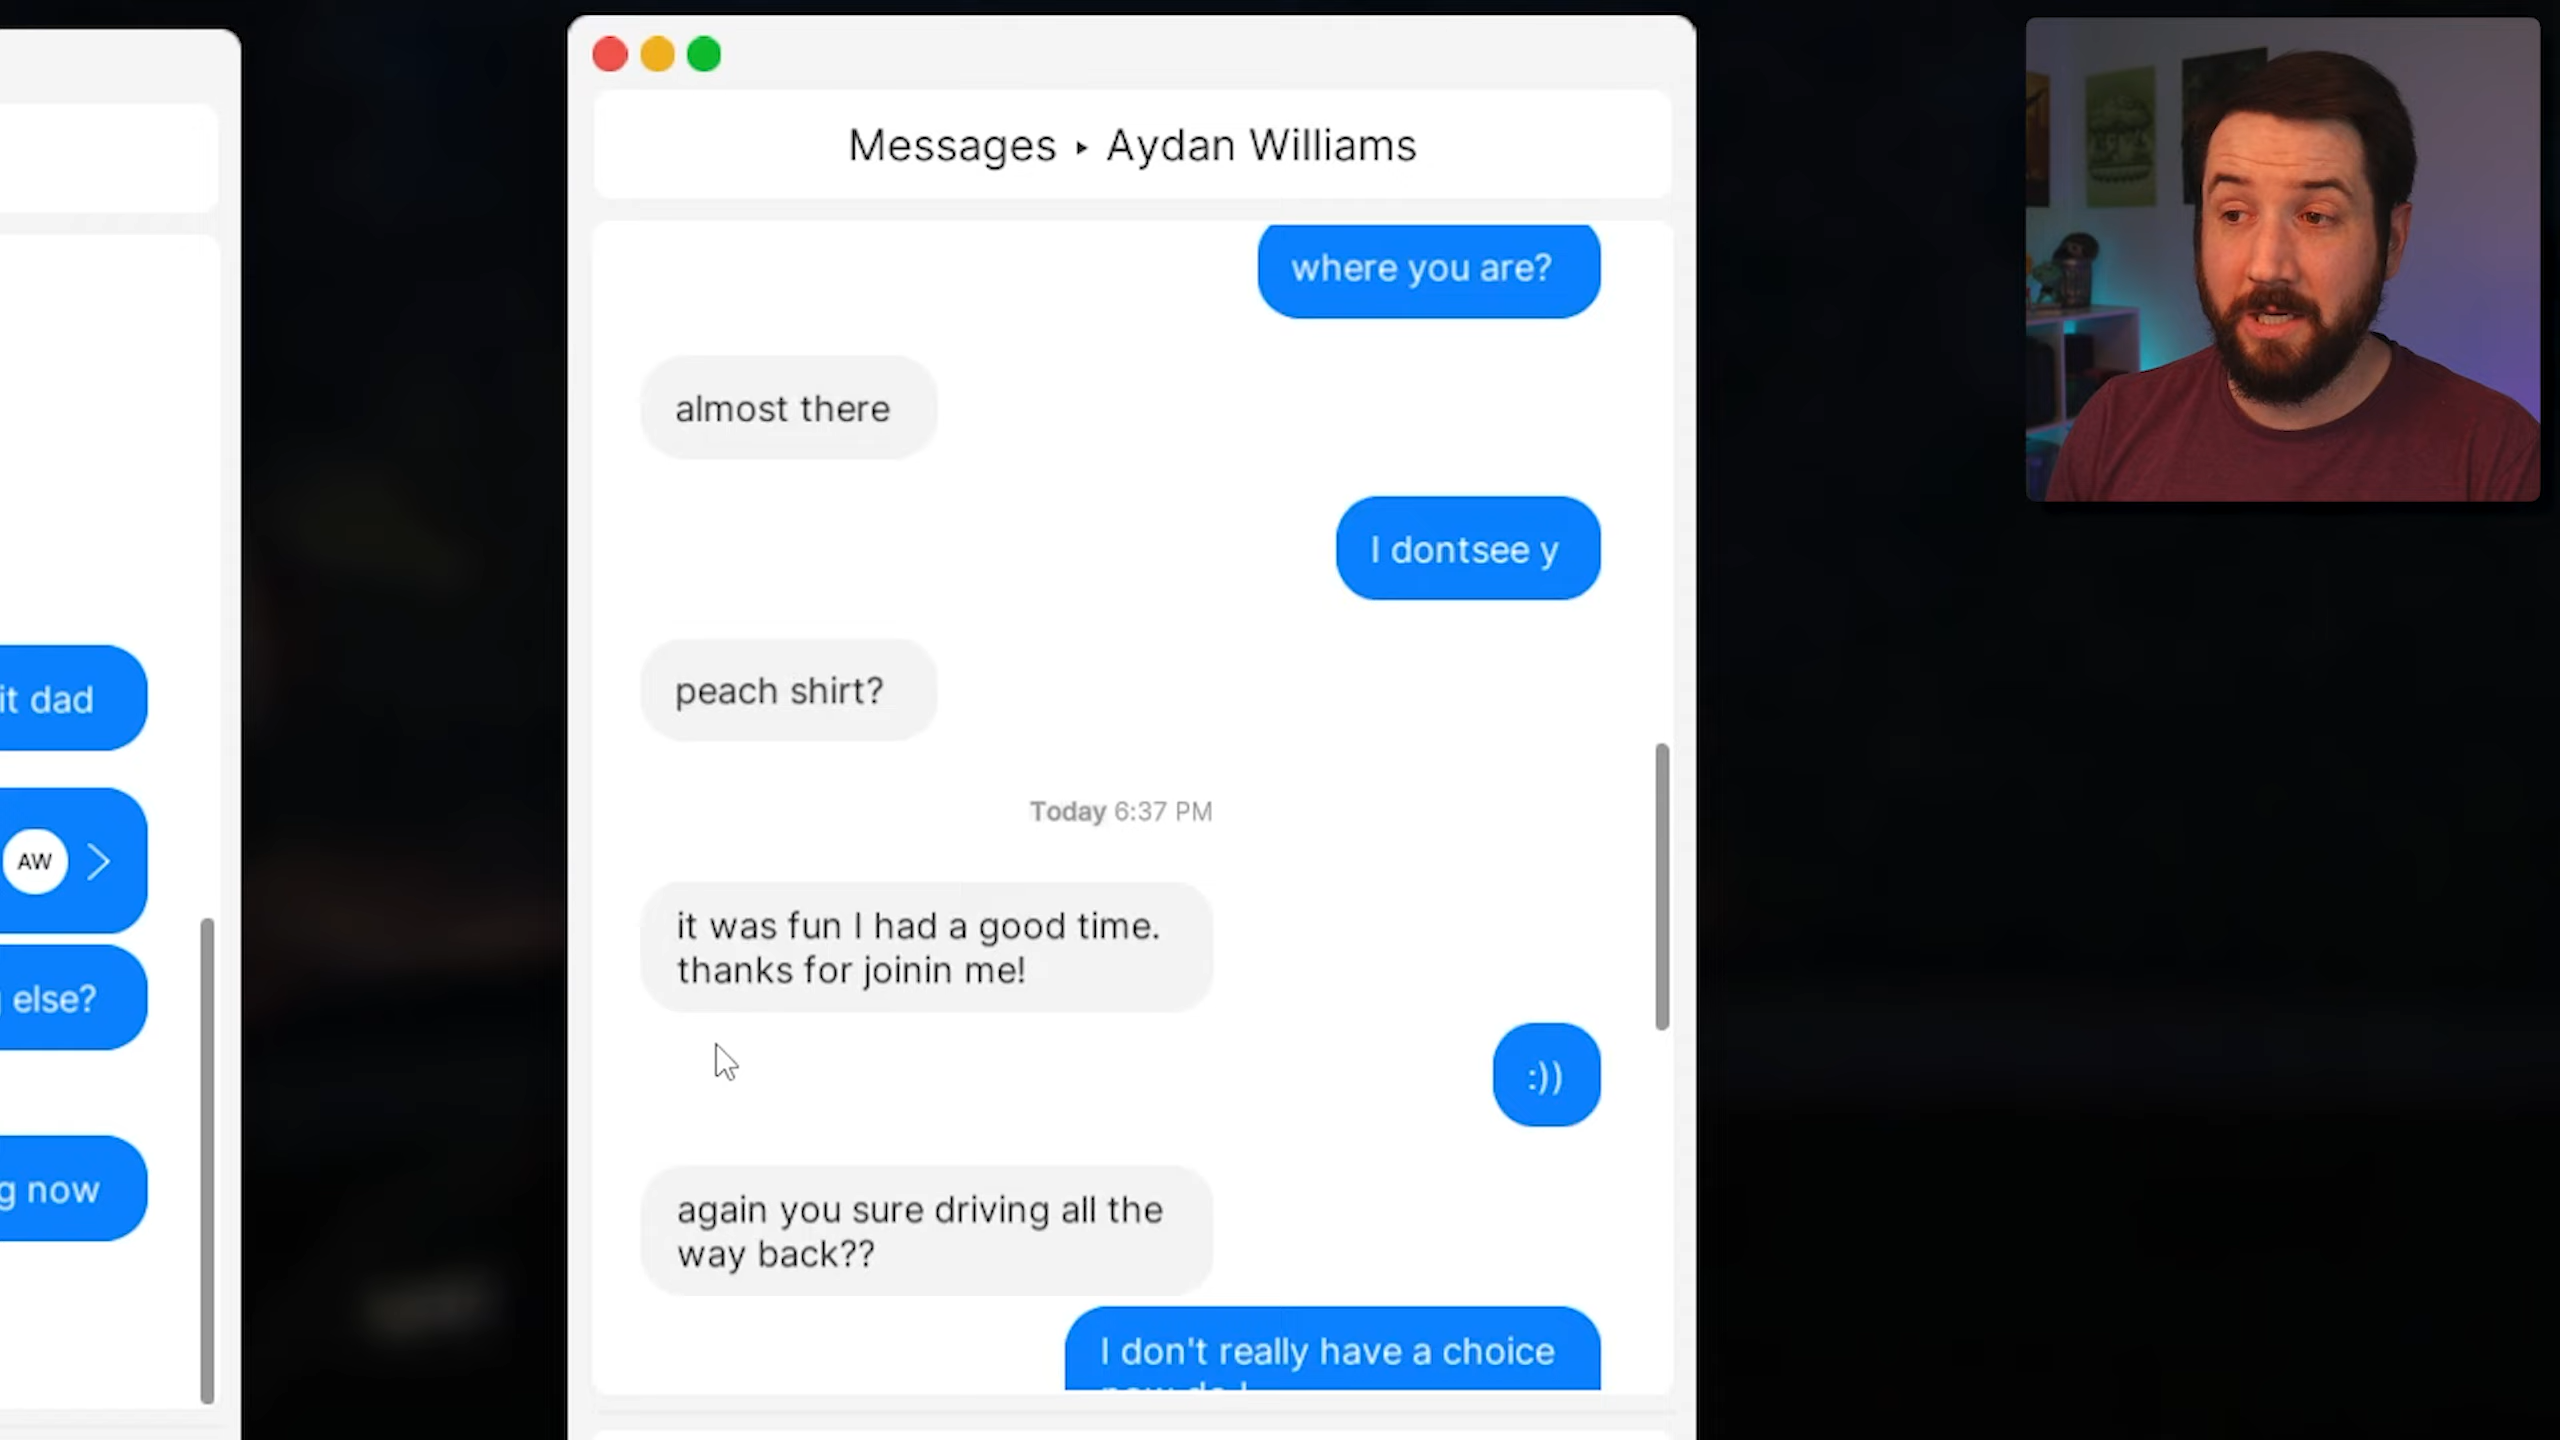 Messages ▸ Aydan Williams
where you are?
almost there
I dontsee y
peach shirt?
Today 6:37 PM
it was fun I had a good time.
thanks for joinin me!
:))
again you sure driving all the
way back??
I don't really have a choice
it dad
AW
else?
g now